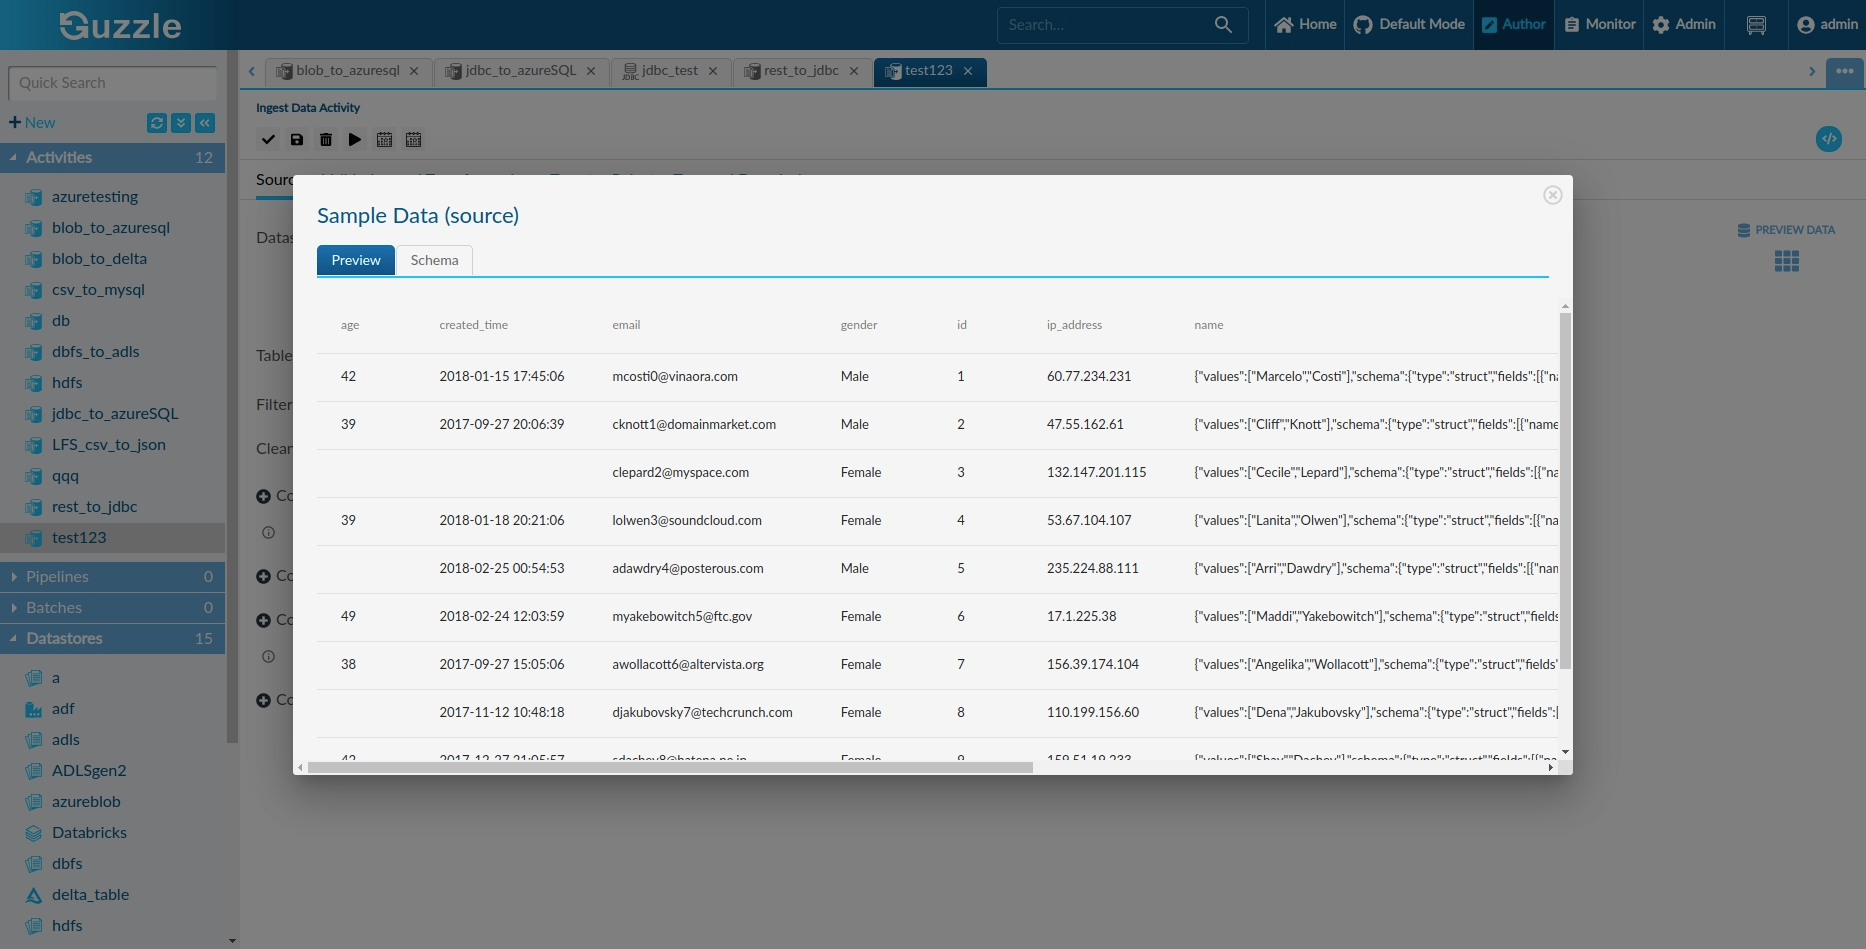 Guzzle
Search...
Home
Default Mode
Author
Monitor
Admin
admin
Quick Search
New
Activities 12
azuretesting
blob_to_azuresql
blob_to_delta
csv_to_mysql
db
dbfs_to_adls
hdfs
jdbc_to_azureSQL
LFS_csv_to_json
qqq
rest_to_jdbc
test123
Pipelines 0
Batches 0
Datastores 15
a
adf
adls
ADLSgen2
azureblob
Databricks
dbfs
delta_table
hdfs
blob_to_azuresql
jdbc_to_azureSQL
JDBC jdbc_test
rest_to_jdbc
test123
Ingest Data Activity
Sourc
Datas
PREVIEW DATA
Table
Filter
Clear
Co
Co
Co
Co
Sample Data (source)
Preview Schema
age created_time email gender id ip_address name
42 2018-01-15 17:45:06 mcosti0@vinaora.com Male 1 60.77.234.231 {"values":["Marcelo","Costi"],"schema":{"type":"struct","fields":[{"na
39 2017-09-27 20:06:39 cknott1@domainmarket.com Male 2 47.55.162.61 {"values":["Cliff","Knott"],"schema":{"type":"struct","fields":[{"name
clepard2@myspace.com Female 3 132.147.201.115 {"values":["Cecile","Lepard"],"schema":{"type":"struct","fields":[{"na
39 2018-01-18 20:21:06 lolwen3@soundcloud.com Female 4 53.67.104.107 {"values":["Lanita","Olwen"],"schema":{"type":"struct","fields":[{"na
2018-02-25 00:54:53 adawdry4@posterous.com Male 5 235.224.88.111 {"values":["Arri","Dawdry"],"schema":{"type":"struct","fields":[{"nam
49 2018-02-24 12:03:59 myakebowitch5@ftc.gov Female 6 17.1.225.38 {"values":["Maddi","Yakebowitch"],"schema":{"type":"struct","fields
38 2017-09-27 15:05:06 awollacott6@altervista.org Female 7 156.39.174.104 {"values":["Angelika","Wollacott"],"schema":{"type":"struct","fields"
2017-11-12 10:48:18 djakubovsky7@techcrunch.com Female 8 110.199.156.60 {"values":["Dena","Jakubovsky"],"schema":{"type":"struct","fields":[